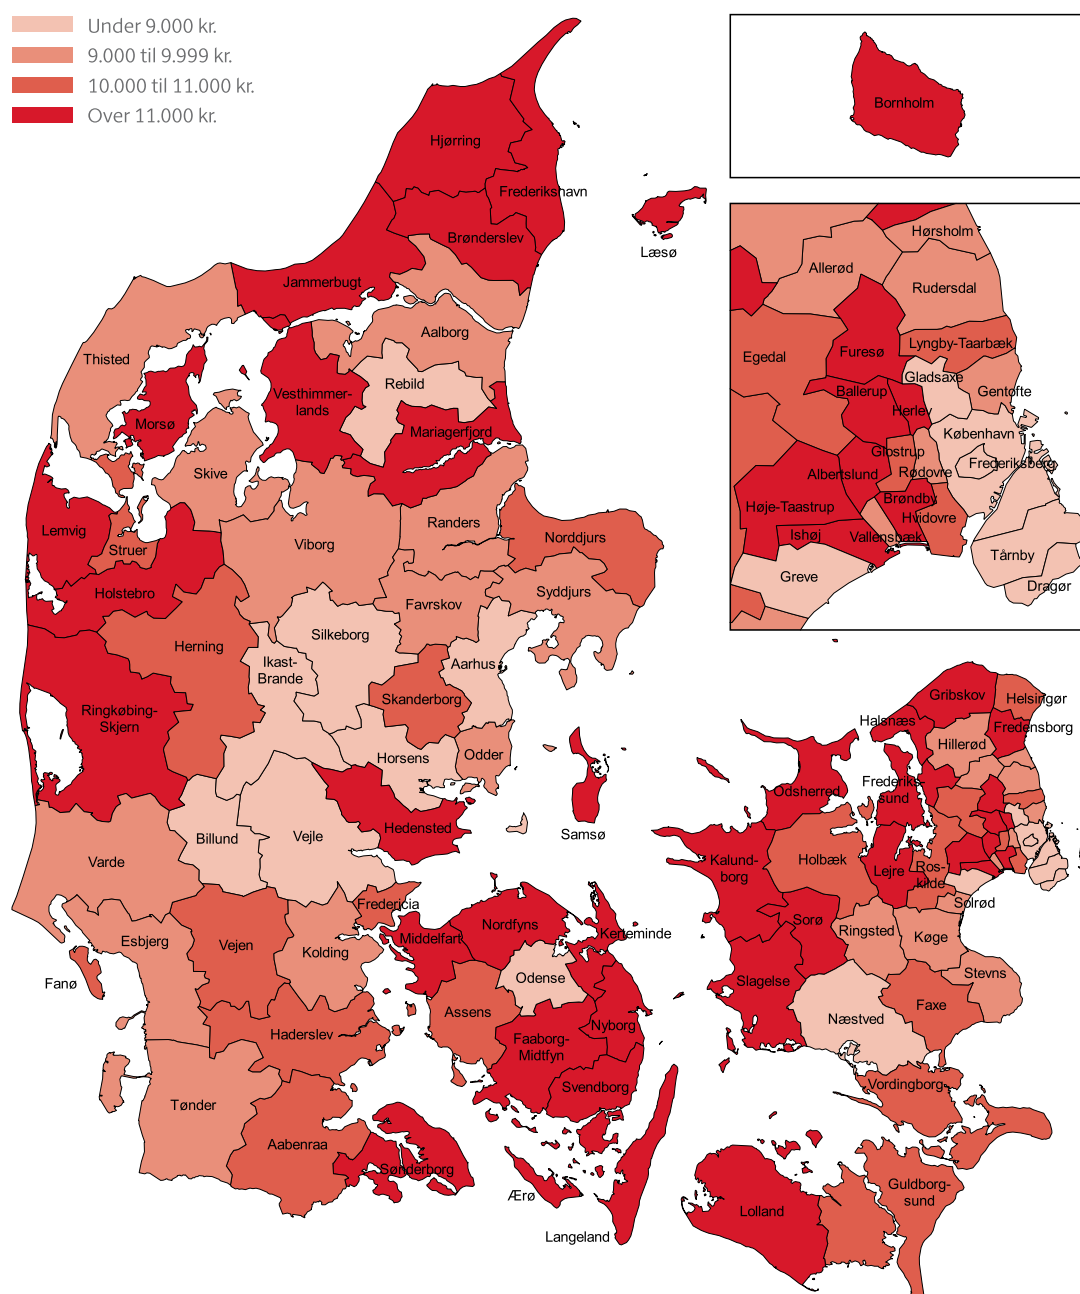 Under 9.000 kr.
9.000 til 9.999 kr.
10.000 til 11.000 kr.
Over 11.000 kr.
Bornholm
Hjørring
Frederikshavn
Brønderslev
Læsø
Jammerbugt
Aalborg
Thisted
Rebild
Vesthimmer-
lands
Morsø
Mariagerfjord
Skive
Lemvig
Struer
Viborg
Randers
Norddjurs
Holstebro
Favrskov
Syddjurs
Herning
Silkeborg
Ikast-
Brande
Aarhus
Skanderborg
Ringkøbing-
Skjern
Horsens
Odder
Billund
Vejle
Hedensted
Samsø
Varde
Fredericia
Esbjerg
Vejen
Kolding
Fanø
Middelfart
Nordfyns
Kerteminde
Odense
Assens
Haderslev
Nyborg
Faaborg-
Midtfyn
Svendborg
Tønder
Aabenraa
Sønderborg
Ærø
Langeland
Hørsholm
Allerød
Rudersdal
Egedal
Furesø
Lyngby-Taarbæk
Gladsaxe
Ballerup
Gentofte
Herlev
København
Glostrup
Frederiksberg
Albertslund
Rødovre
Brøndby
Høje-Taastrup
Hvidovre
Ishøj
Vallensbæk
Tårnby
Greve
Dragør
Gribskov
Helsingør
Halsnæs
Fredensborg
Hillerød
Frederiks-
sund
Odsherred
Kalund-
borg
Holbæk
Lejre
Ros-
kilde
Solrød
Sorø
Ringsted
Køge
Slagelse
Stevns
Faxe
Næstved
Vordingborg
Guldborg-
sund
Lolland